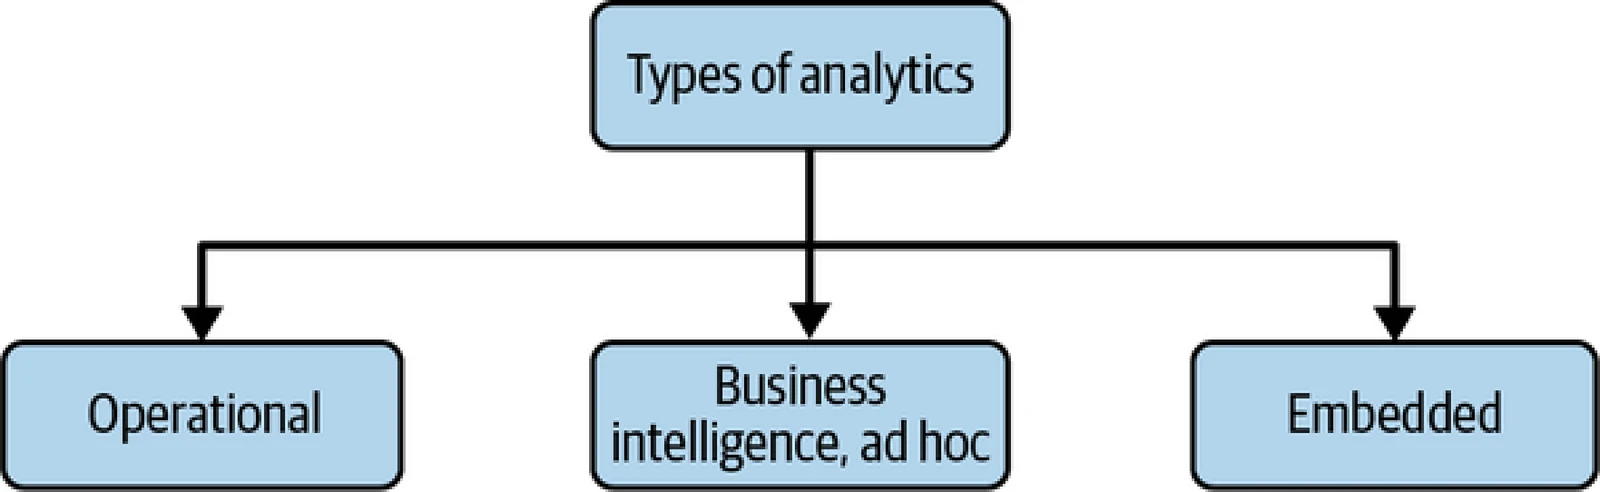 Types of analytics
Operational
Business
intelligence, ad hoc
Embedded